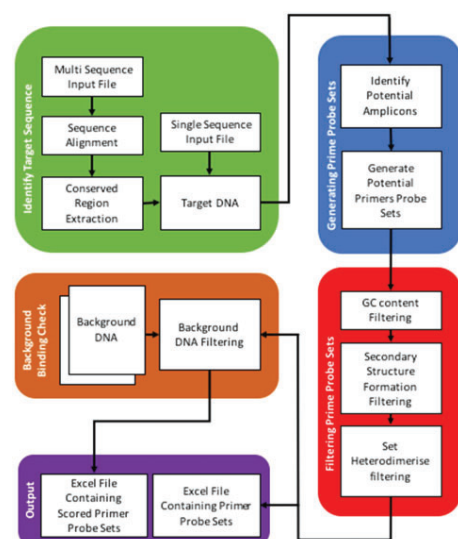 Identify Target Sequence
Multi Sequence
Input File
Sequence
Alignment
Conserved
Region
Extraction
Single Sequence
Input File
Target DNA
Generating Prime Probe Sets
Identify
Potential
Amplicons
Generate
Potential
Primers Probe
Sets
Filtering Prime Probe Sets
GC content
Filtering
Secondary
Structure
Formation
Filtering
Set
Heterodimerise
filtering
Background
Binding Check
Background
DNA
Background
DNA Filtering
Output
Excel File
Containing
Scored Primer
Probe Sets
Excel File
Containing Primer
Probe Sets